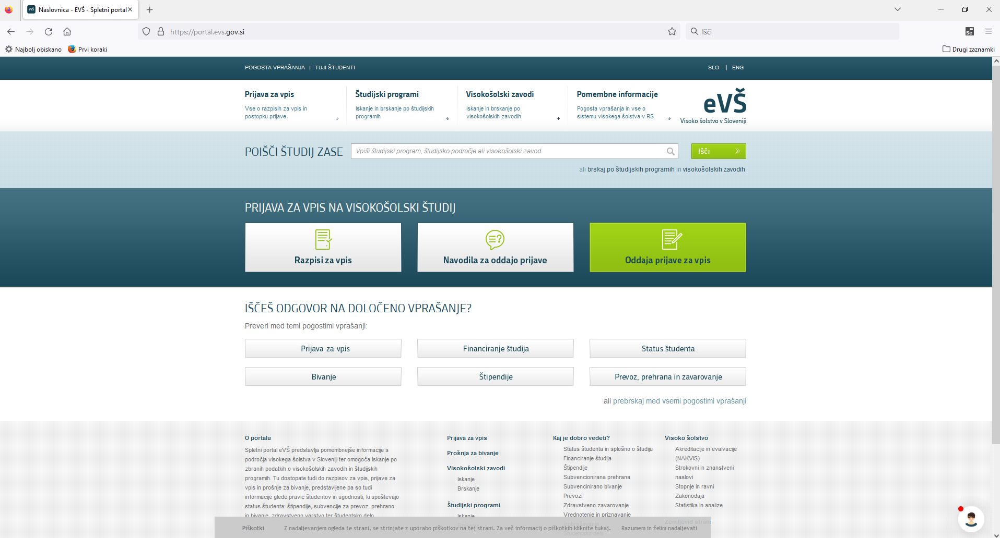 Naslovnica - EVŠ - Spletni portal
https://portal.evs.gov.si
Išči
Najbolj obiskano
Prvi koraki
Drugi zaznamki
POGOSTA VPRAŠANJA | TUJI ŠTUDENTI
SLO | ENG
Prijava za vpis
Vse o razpisih za vpis in
postopku prijave
Študijski programi
Iskanje in brskanje po študijskih
programih
Visokošolski zavodi
Iskanje in brskanje po
visokošolskih zavodih
Pomembne informacije
Pogosta vprašanja in vse o
sistemu visokega šolstva v RS
eVŠ
Visoko šolstvo v Sloveniji
POIŠČI ŠTUDIJ ZASE
Vpiši študijski program, študijsko področje ali visokošolski zavod
Išči
ali brskaj po študijskih programih in visokošolskih zavodih
PRIJAVA ZA VPIS NA VISOKOŠOLSKI ŠTUDIJ
Razpisi za vpis
Navodila za oddajo prijave
Oddaja prijave za vpis
IŠČEŠ ODGOVOR NA DOLOČENO VPRAŠANJE?
Preveri med temi pogostimi vprašanji:
Prijava za vpis
Financiranje študija
Status študenta
Bivanje
Štipendije
Prevoz, prehrana in zavarovanje
ali prebrskaj med vsemi pogostimi vprašanji
O portalu
Spletni portal eVŠ predstavlja pomembnejše informacije s
področja visokega šolstva v Sloveniji ter omogoča iskanje po
zbranih podatkih o visokošolskih zavodih in študijskih
programih. Tu dostopate tudi do razpisov za vpis, prijave za
vpis in prošnje za bivanje, predstavljene pa so tudi
informacije glede pravic študentov in ugodnosti, ki upoštevajo
status študenta: štipendije, subvencije za prevoz, prehrano
in bivanje, zdravstveno varstvo ter študentsko delo.
Prijava za vpis
Prošnja za bivanje
Visokošolski zavodi
Iskanje
Brskanje
Študijski programi
Iskanje
Brskanje
Kaj je dobro vedeti?
Status študenta in splošno o študiju
Financiranje študija
Štipendije
Subvencionirana prehrana
Subvencinirano bivanje
Prevozi
Zdravstveno zavarovanje
Vrednotenje in priznavanje
izobraževanja
Študentsko delo
Visoko šolstvo
Akreditacije in evalvacije
(NAKVIS)
Strokovni in znanstveni
naslovi
Stopnje in ravni
Zakonodaja
Statistika in analize
Zemljevid strani
Piškotki
Z nadaljevanjem ogleda te strani, se strinjate z uporabo piškotkov na tej strani. Za več informacij o piškotkih kliknite tukaj.
Razumem in želim nadaljevati